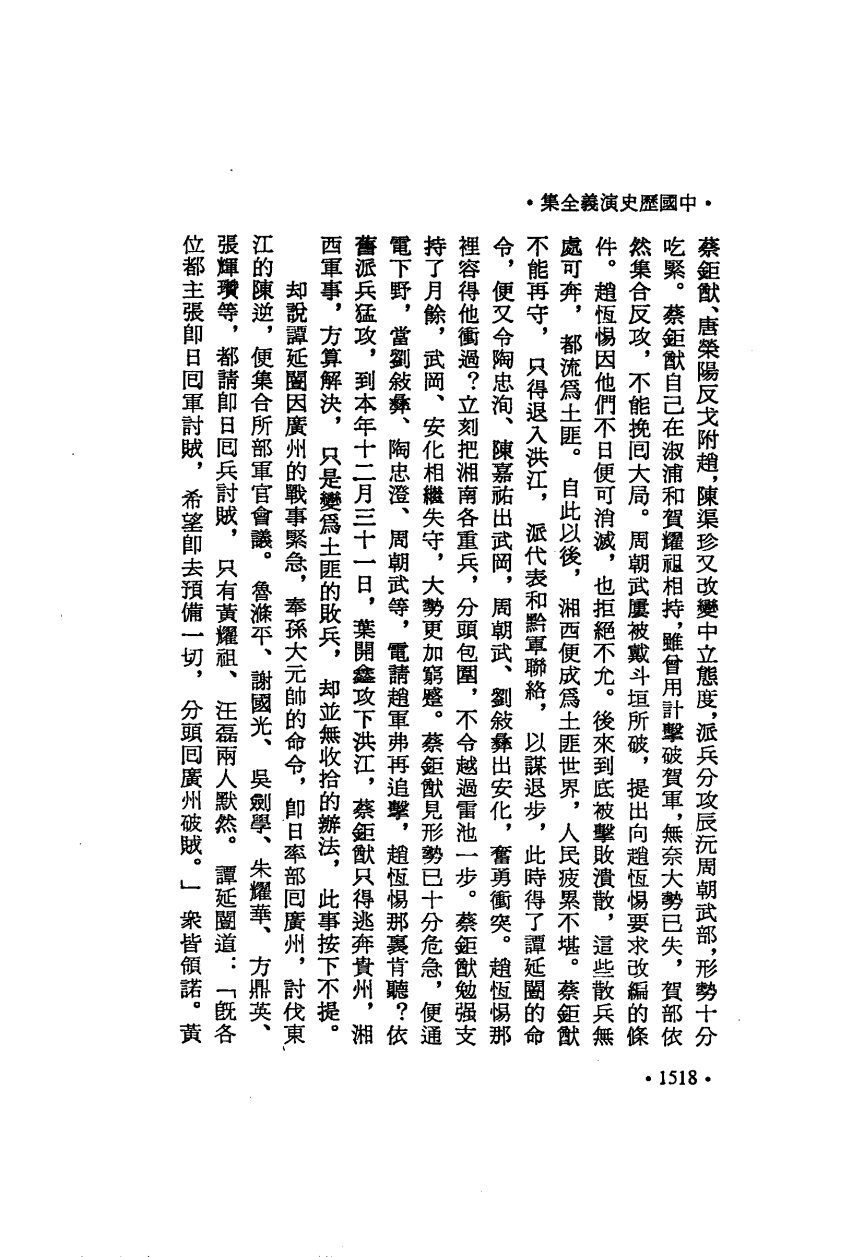 •中國歷史演義全集•
蔡鉅猷、唐榮陽反戈附趙，陳渠珍又改變中立態度，派兵分攻辰沅周朝武部，形勢十分
吃緊。蔡鉅猷自己在淑浦和賀耀祖相持，雖曾用計擊破賀軍，無奈大勢已失，賀部依
然集合反攻，不能挽囘大局。周朝武屢被戴斗垣所破，提出向趙恆惕要求改編的條
件。趙恆惕因他們不日便可消滅，也拒絕不允。後來到底被擊敗潰散，這些散兵無
處可奔，都流爲土匪。自此以後，湘西便成爲土匪世界，人民疲累不堪。蔡鉅猷
不能再守，只得退入洪江，派代表和黔軍聯絡，以謀退步，此時得了譚延闓的命
令，便又令陶忠洵、陳嘉祐出武岡，周朝武、劉敍彝出安化，奮勇衝突。趙恆惕那
裡容得他衝過？立刻把湘南各重兵，分頭包圍，不令越過雷池一步。蔡鉅猷勉强支
持了月餘，武岡、安化相繼失守，大勢更加窮蹙。蔡鉅猷見形勢已十分危急，便通
電下野，當劉敍彝、陶忠澄、周朝武等，電請趙軍弗再追擊，趙恆惕那裏肯聽？依
舊派兵猛攻，到本年十二月三十一日，葉開鑫攻下洪江，蔡鉅猷只得逃奔貴州，湘
西軍事，方算解決，只是變爲土匪的敗兵，却並無收拾的辦法，此事按下不提。
却說譚延闓因廣州的戰事緊急，奉孫大元帥的命令，卽日率部囘廣州，討伐東
江的陳逆，便集合所部軍官會議。魯滌平、謝國光、吳劍學、朱耀華、方鼎英、
張輝瓚等，都請卽日囘兵討賊，只有黃耀祖、汪磊兩人默然。譚延闓道：「旣各
位都主張卽日囘軍討賊，希望卽去預備一切，分頭囘廣州破賊。」衆皆領諾。黃
•1518•